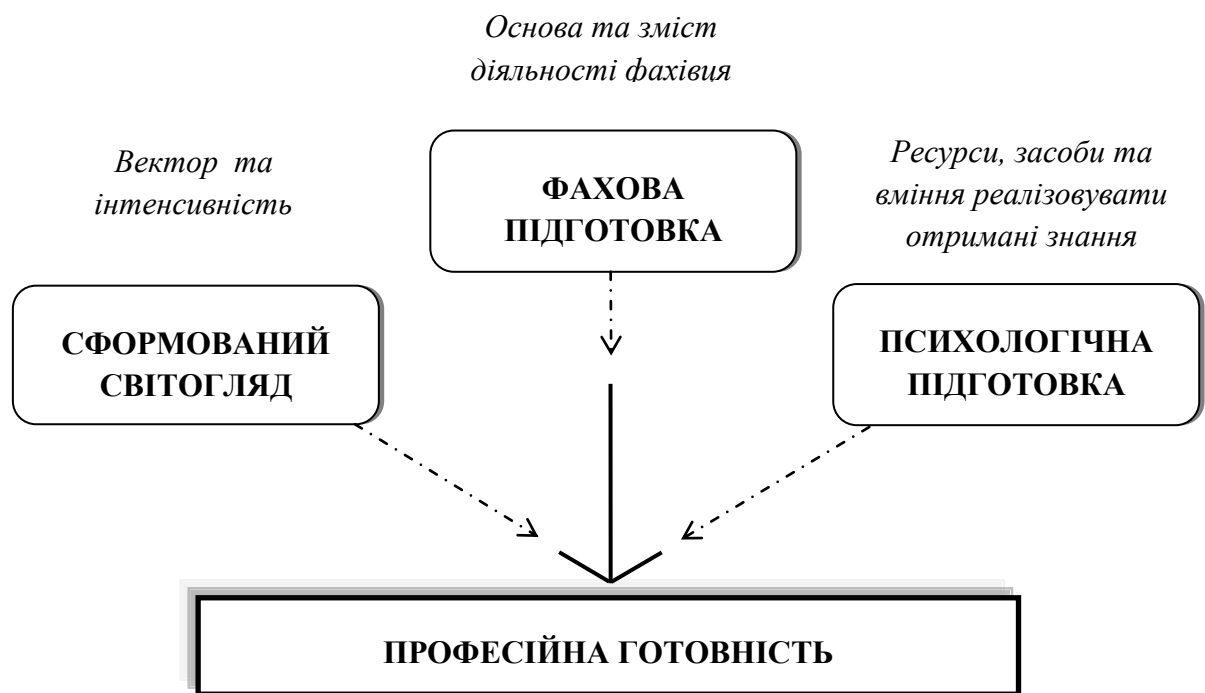 Основа та зміст
діяльності фахівця
Вектор та
інтенсивність
ФАХОВА
ПІДГОТОВКА
Ресурси, засоби та
вміння реалізовувати
отримані знання
СФОРМОВАНИЙ
СВІТОГЛЯД
ПСИХОЛОГІЧНА
ПІДГОТОВКА
ПРОФЕСІЙНА ГОТОВНІСТЬ